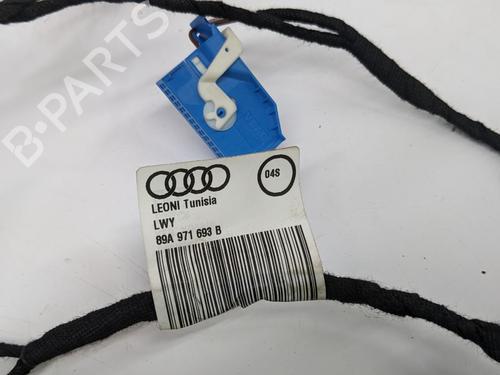 B-PARTS
04S
LEONI Tunisia
LWY
89A 971 693 B